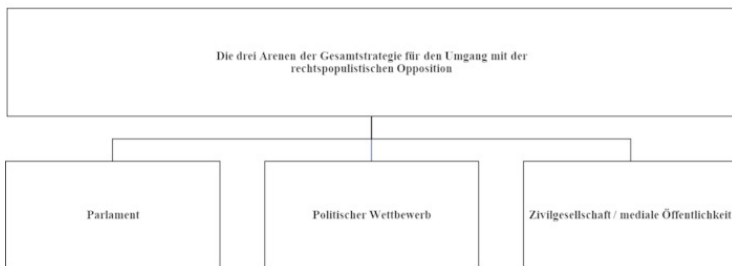 Die drei Arenen der Gesamtstrategie für den Umgang mit der
rechtspopulistischen Opposition
Parlament
Politischer Wettbewerb
Zivilgesellschaft / mediale Öffentlichkeit